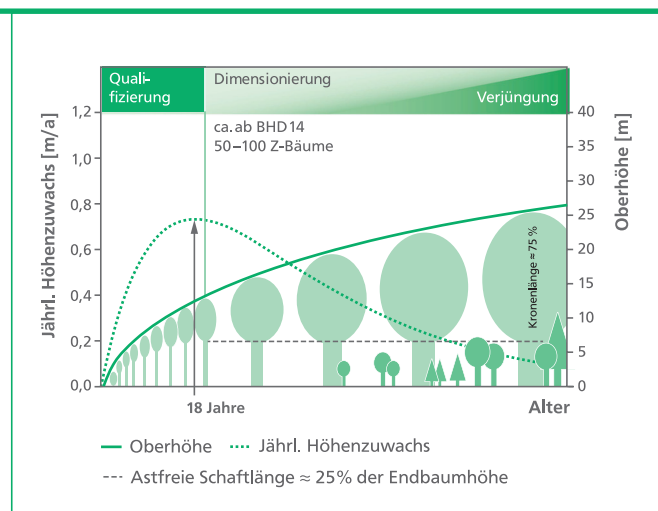 Quali-
fizierung
Dimensionierung
Verjüngung
ca. ab BHD 14
50–100 Z-Bäume
Jährl. Höhenzuwachs [m/a]
1,2
1,0
0,8
0,6
0,4
0,2
0,0
Oberhöhe [m]
40
35
30
25
20
15
10
5
0
Kronenlänge ≈ 75 %
18 Jahre
Alter
Oberhöhe
Jährl. Höhenzuwachs
Astfreie Schaftlänge ≈ 25% der Endbaumhöhe